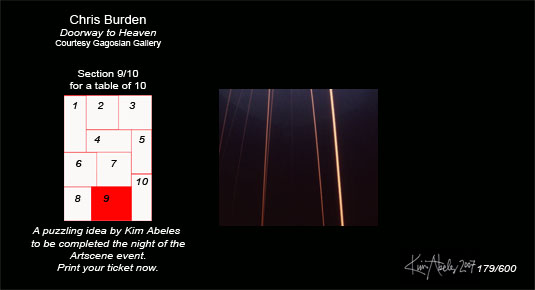 Chris Burden
Doorway to Heaven
Courtesy Gagosian Gallery
Section 9/10
for a table of 10
1 2 3
4 5
6 7
10
8 9
A puzzling idea by Kim Abeles
to be completed the night of the
Artscene event.
Print your ticket now.
Kim Abeles 2007 179/600